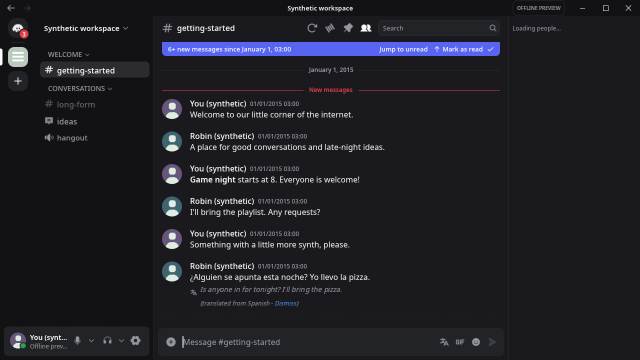 Synthetic workspace
OFFLINE PREVIEW
3
Synthetic workspace
WELCOME
# getting-started
CONVERSATIONS
# long-form
ideas
hangout
You (synt...
Offline prev...
# getting-started
Search
6+ new messages since January 1, 03:00
Jump to unread
Mark as read
January 1, 2015
New messages
You (synthetic) 01/01/2015 03:00
Welcome to our little corner of the internet.
Robin (synthetic) 01/01/2015 03:00
A place for good conversations and late-night ideas.
You (synthetic) 01/01/2015 03:00
Game night starts at 8. Everyone is welcome!
Robin (synthetic) 01/01/2015 03:00
I'll bring the playlist. Any requests?
You (synthetic) 01/01/2015 03:00
Something with a little more synth, please.
Robin (synthetic) 01/01/2015 03:00
¿Alguien se apunta esta noche? Yo llevo la pizza.
Is anyone in for tonight? I'll bring the pizza.
(translated from Spanish - Dismiss)
Message #getting-started
GIF
Loading people...